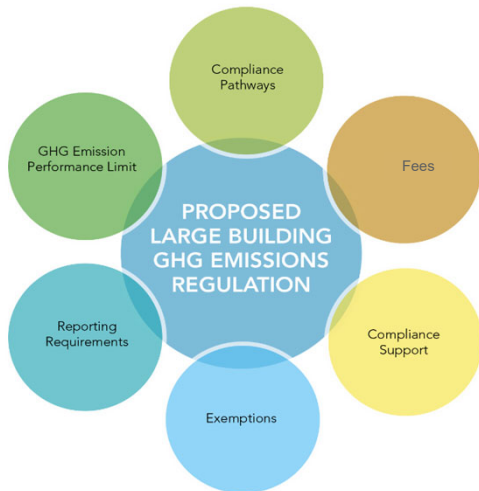 Compliance
Pathways
GHG Emission
Performance Limit
Fees
PROPOSED
LARGE BUILDING
GHG EMISSIONS
REGULATION
Reporting
Requirements
Compliance
Support
Exemptions